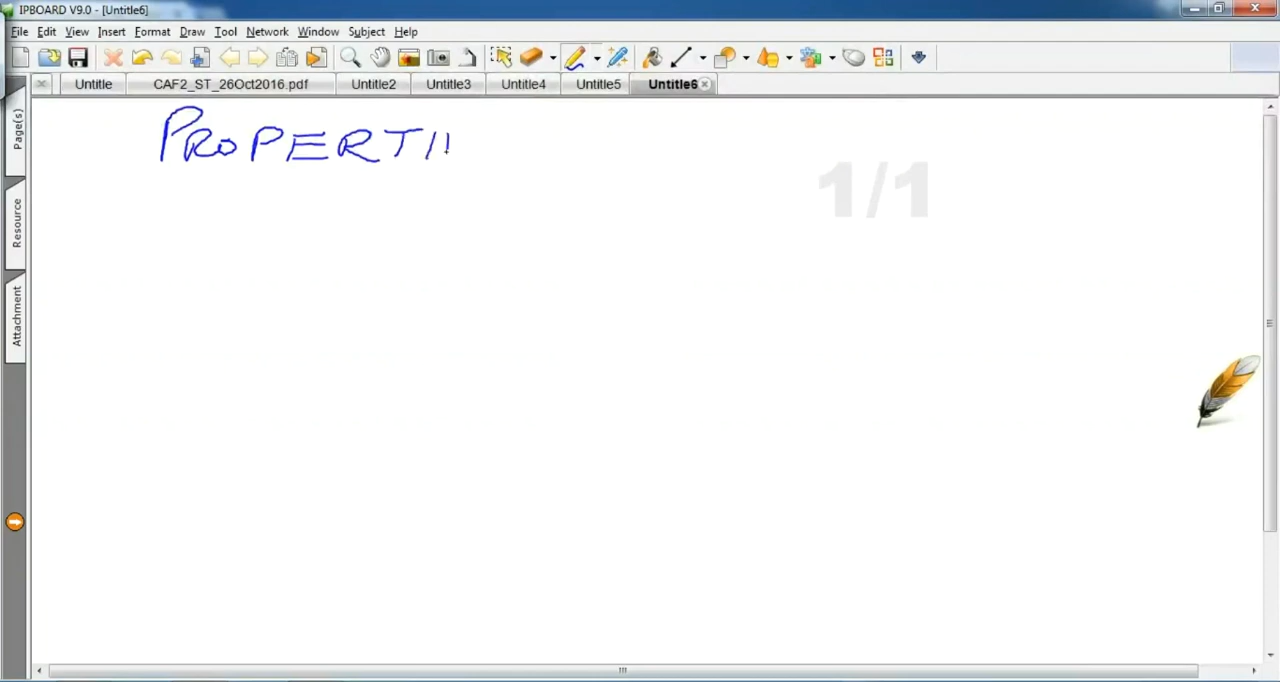 IPBOARD V9.0 - [Untitle6]
File Edit View Insert Format Draw Tool Network Window Subject Help
Untitle CAF2_ST_26Oct2016.pdf Untitle2 Untitle3 Untitle4 Untitle5 Untitle6
Page(s)
Resource
Attachment
PROPERTI
1/1